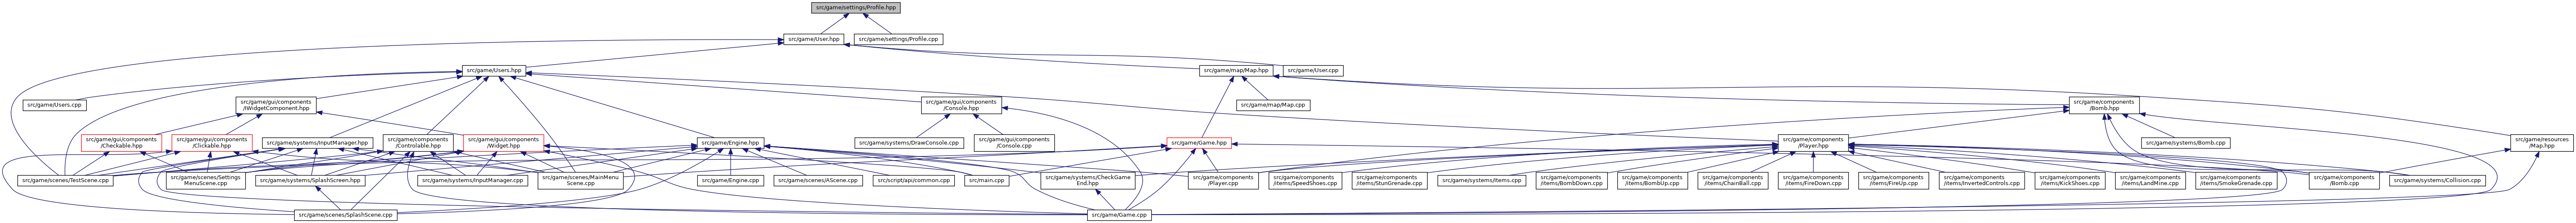 src/game/settings/Profile.hpp
src/game/User.hpp
src/game/settings/Profile.cpp
src/game/Users.hpp
src/game/map/Map.hpp
src/game/User.cpp
src/game/Users.cpp
src/game/gui/components
/IWidgetComponent.hpp
src/game/gui/components
/Console.hpp
src/game/map/Map.cpp
src/game/components
/Bomb.hpp
src/game/gui/components
/Checkable.hpp
src/game/gui/components
/Clickable.hpp
src/game/systems/InputManager.hpp
src/game/components
/Controlable.hpp
src/game/gui/components
/Widget.hpp
src/game/Engine.hpp
src/game/systems/DrawConsole.cpp
src/game/gui/components
/Console.cpp
src/game/Game.hpp
src/game/components
/Player.hpp
src/game/systems/Bomb.cpp
src/game/resources
/Map.hpp
src/game/scenes/TestScene.cpp
src/game/scenes/Settings
MenuScene.cpp
src/game/systems/SplashScreen.hpp
src/game/systems/InputManager.cpp
src/game/scenes/MainMenu
Scene.cpp
src/game/Engine.cpp
src/game/scenes/AScene.cpp
src/script/api/common.cpp
src/main.cpp
src/game/systems/CheckGame
End.hpp
src/game/components
/Player.cpp
src/game/components
/items/SpeedShoes.cpp
src/game/components
/items/StunGrenade.cpp
src/game/systems/Items.cpp
src/game/components
/items/BombDown.cpp
src/game/components
/items/BombUp.cpp
src/game/components
/items/ChainBall.cpp
src/game/components
/items/FireDown.cpp
src/game/components
/items/FireUp.cpp
src/game/components
/items/InvertedControls.cpp
src/game/components
/items/KickShoes.cpp
src/game/components
/items/LandMine.cpp
src/game/components
/items/SmokeGrenade.cpp
src/game/components
/Bomb.cpp
src/game/systems/Collision.cpp
src/game/scenes/SplashScene.cpp
src/game/Game.cpp